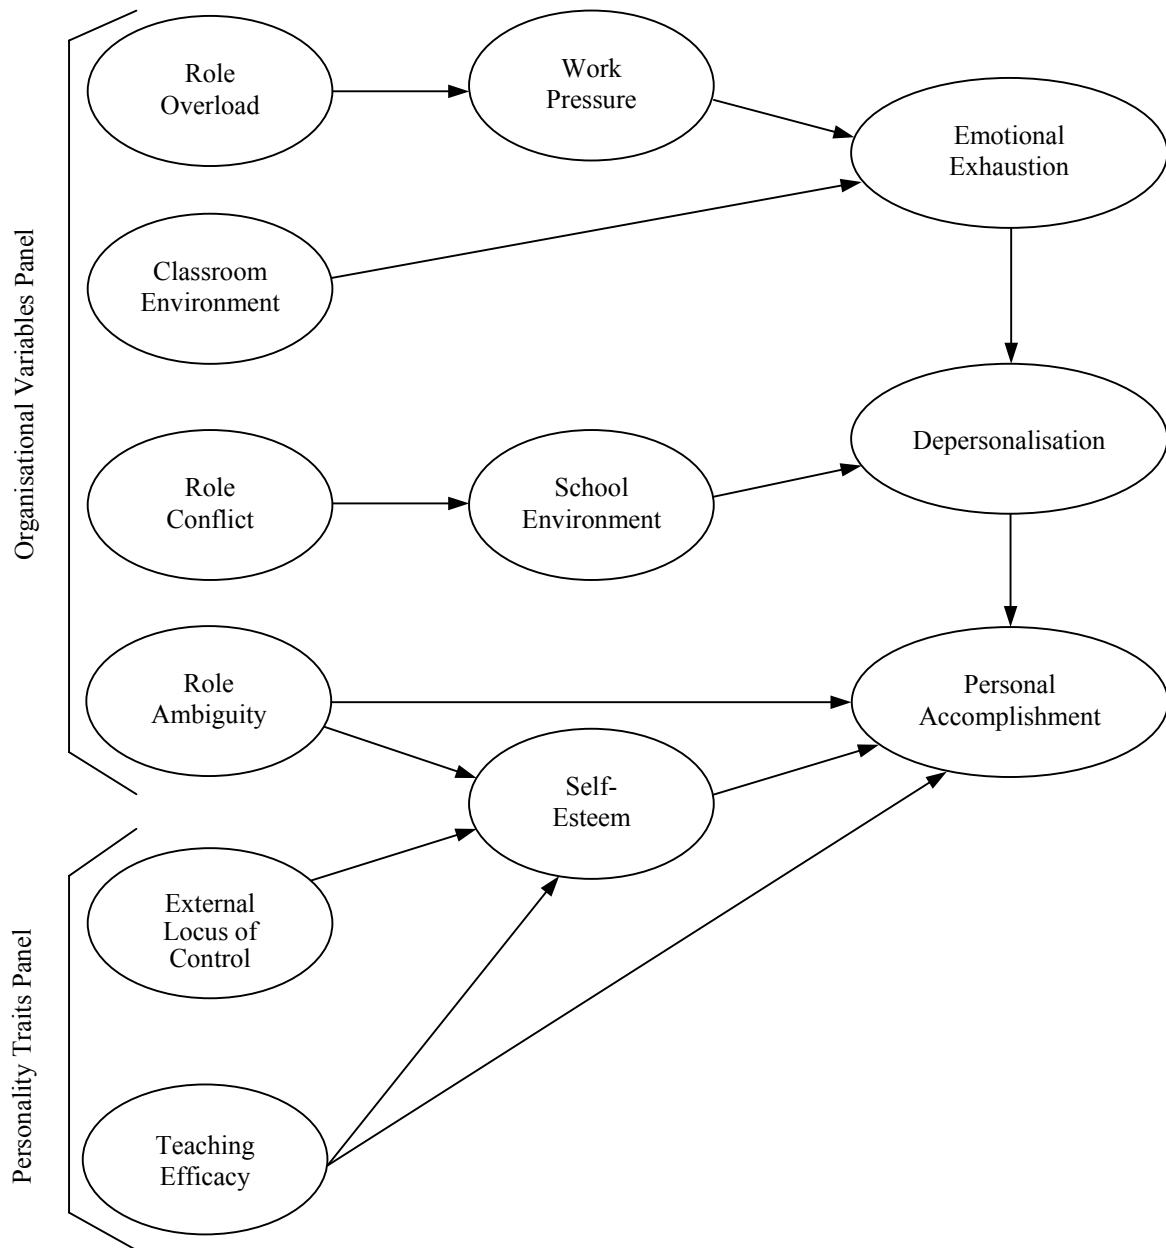 Organisational Variables Panel
Role
Overload
Work
Pressure
Emotional
Exhaustion
Classroom
Environment
Role
Conflict
School
Environment
Depersonalisation
Role
Ambiguity
Self-
Esteem
Personal
Accomplishment
Personality Traits Panel
External
Locus of
Control
Teaching
Efficacy